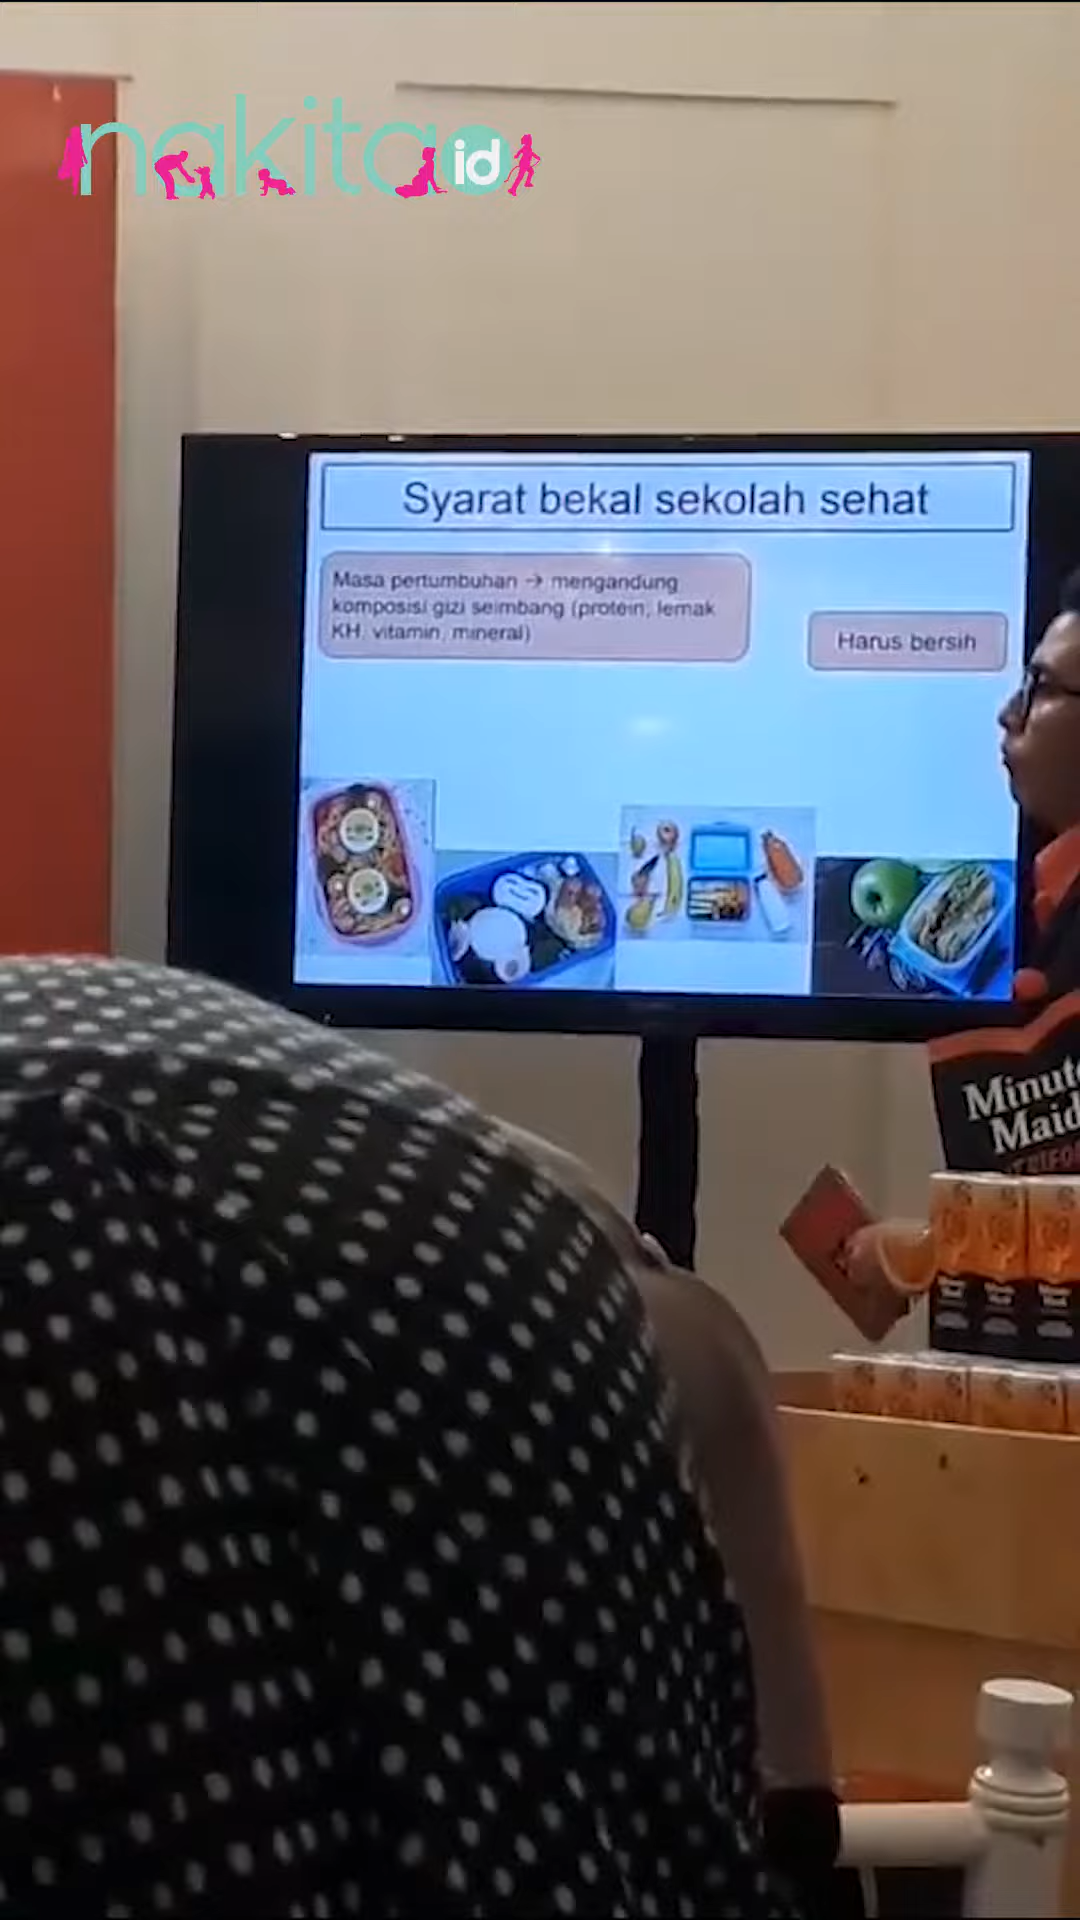 nakita
id
Syarat bekal sekolah sehat
Masa pertumbuhan → mengandung
komposisi gizi seimbang (protein, lemak
KH, vitamin, mineral)
Harus bersih
Minute
Maid